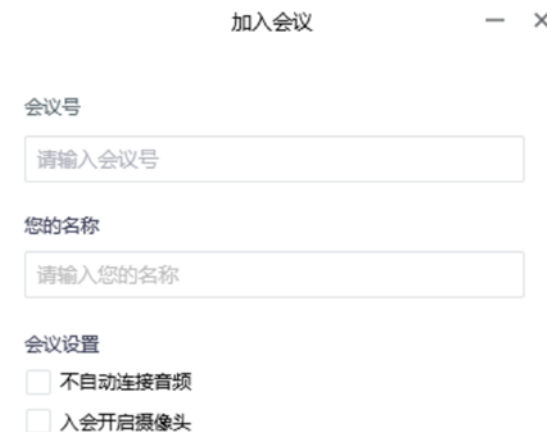 加入会议
会议号
请输入会议号
您的名称
请输入您的名称
会议设置
不自动连接音频
入会开启摄像头